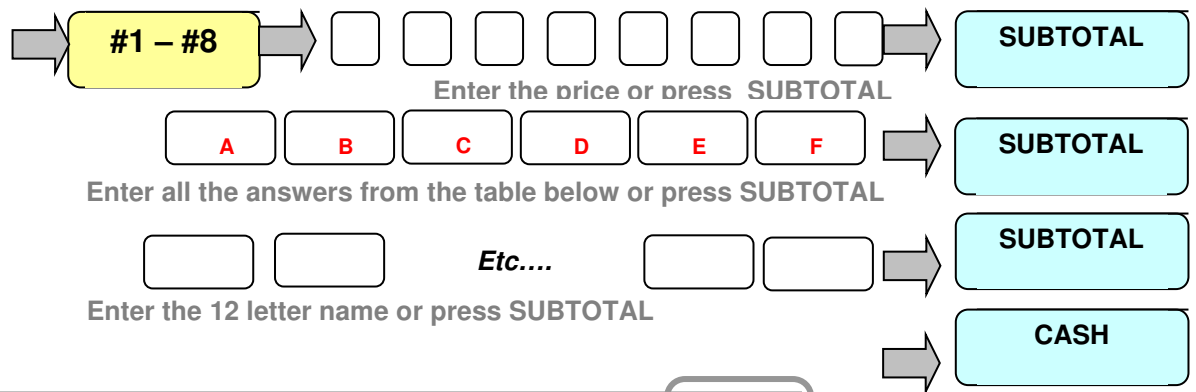 #1 – #8 SUBTOTAL
Enter the price or press SUBTOTAL
A B C D E F SUBTOTAL
Enter all the answers from the table below or press SUBTOTAL
Etc.... SUBTOTAL
Enter the 12 letter name or press SUBTOTAL
CASH